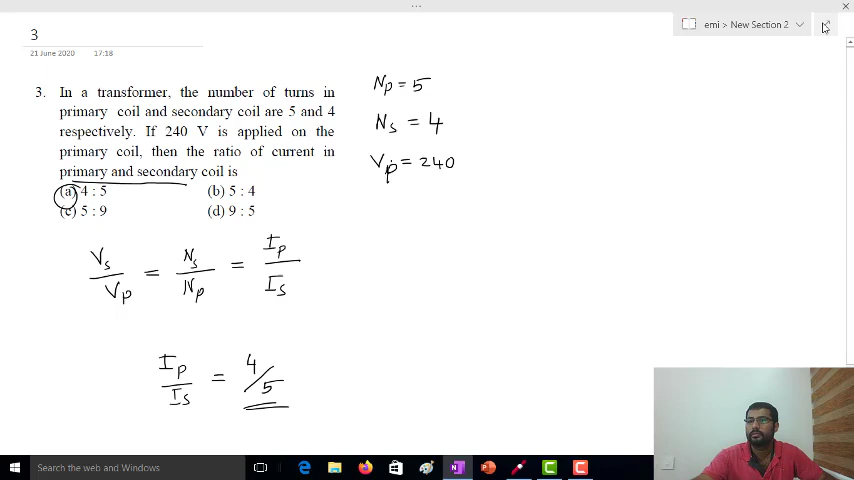 emi > New Section 2
3
21 June 2020 17:18
3. In a transformer, the number of turns in
primary coil and secondary coil are 5 and 4
respectively. If 240 V is applied on the
primary coil, then the ratio of current in
primary and secondary coil is
(a) 4 : 5 (b) 5 : 4
(c) 5 : 9 (d) 9 : 5
Np = 5
Ns = 4
Vp = 240
Vs/Vp = Ns/Np = Ip/Is
Ip/Is = 4/5
Search the web and Windows